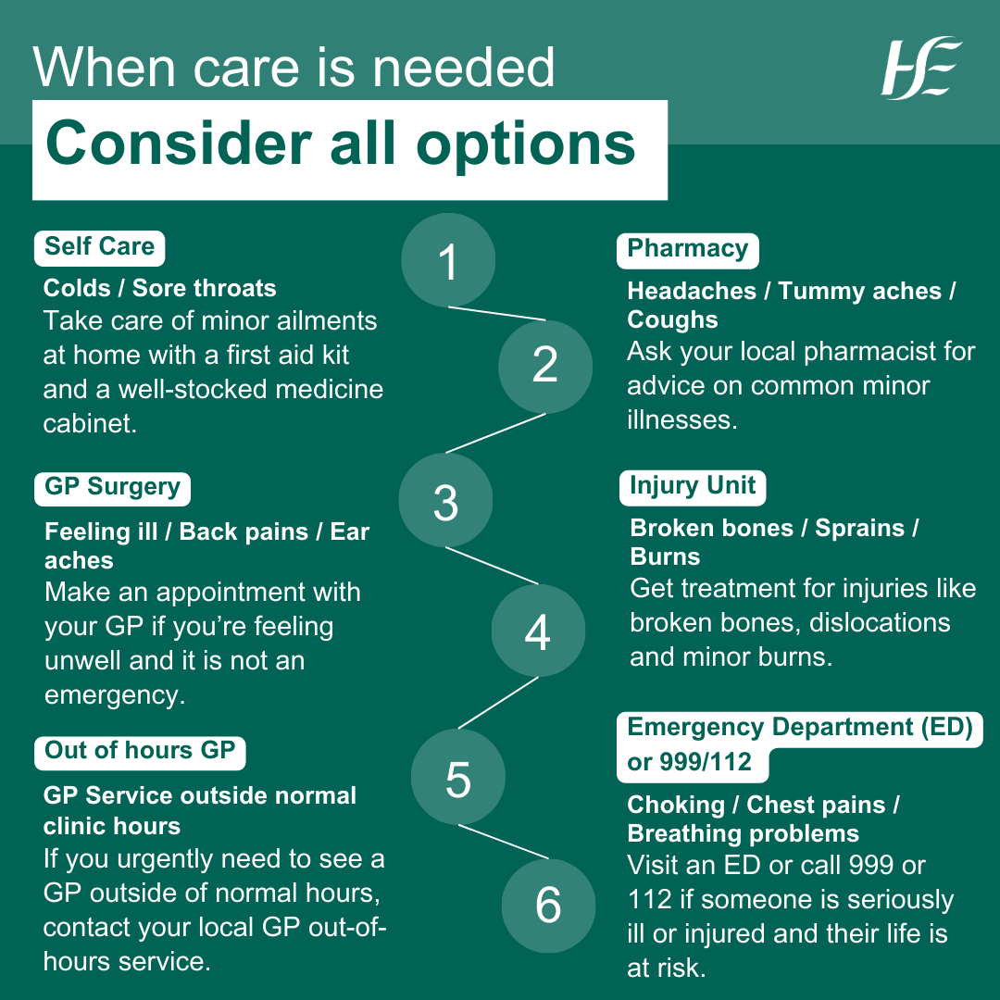 When care is needed
HSE
Consider all options
1
Self Care
Colds / Sore throats
Take care of minor ailments
at home with a first aid kit
and a well-stocked medicine
cabinet.
2
Pharmacy
Headaches / Tummy aches /
Coughs
Ask your local pharmacist for
advice on common minor
illnesses.
3
GP Surgery
Feeling ill / Back pains / Ear
aches
Make an appointment with
your GP if you’re feeling
unwell and it is not an
emergency.
4
Injury Unit
Broken bones / Sprains /
Burns
Get treatment for injuries like
broken bones, dislocations
and minor burns.
5
Out of hours GP
GP Service outside normal
clinic hours
If you urgently need to see a
GP outside of normal hours,
contact your local GP out-of-
hours service.
6
Emergency Department (ED)
or 999/112
Choking / Chest pains /
Breathing problems
Visit an ED or call 999 or
112 if someone is seriously
ill or injured and their life is
at risk.